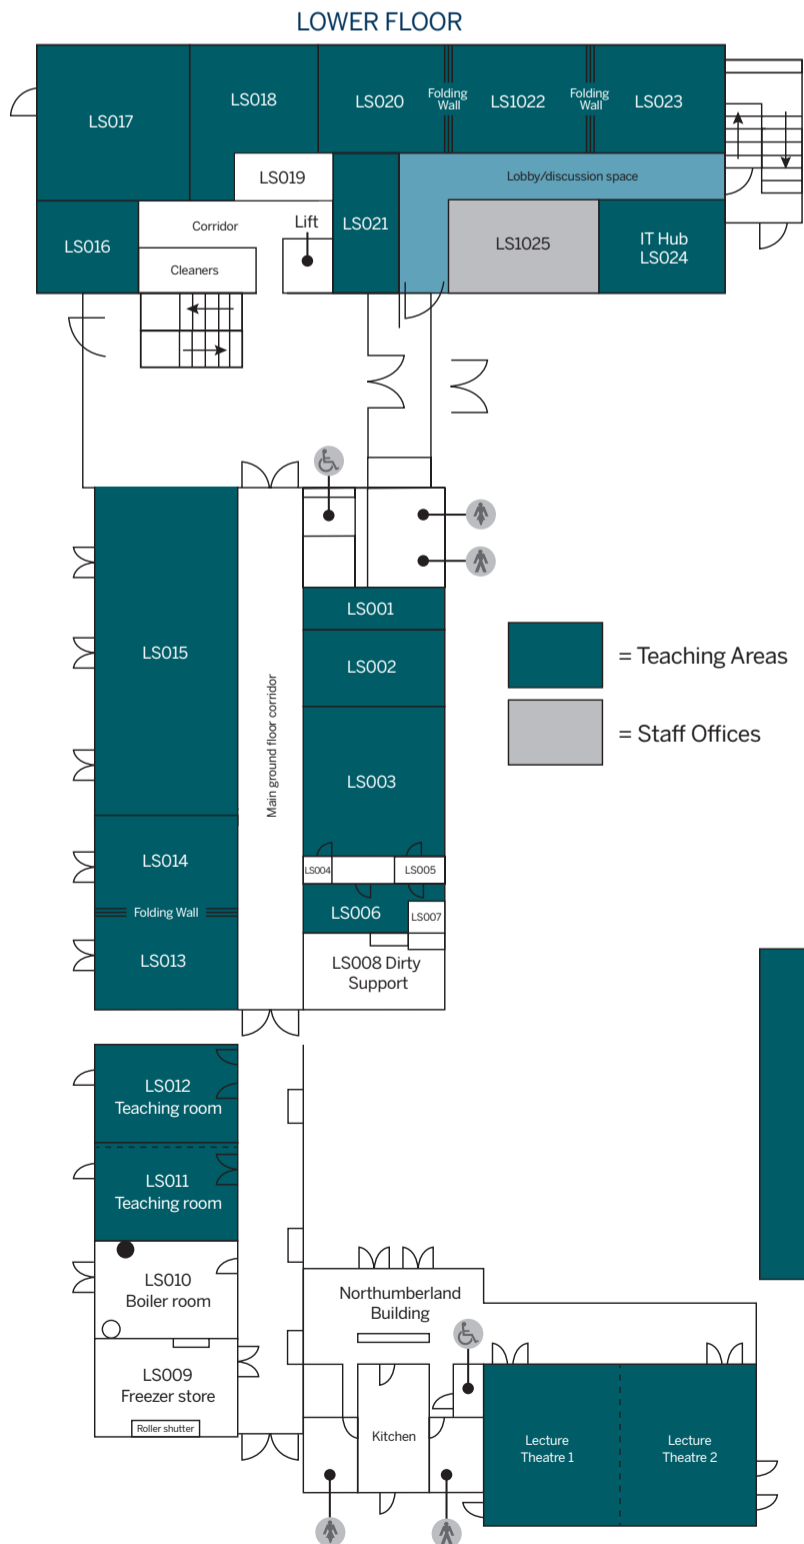 LOWER FLOOR
LS017
LS018
LS020
Folding
Wall
LS1022
Folding
Wall
LS023
LS019
LS021
Lobby/discussion space
LS016
Corridor
Lift
Cleaners
LS1025
IT Hub
LS024
LS015
Main ground floor corridor
LS001
LS002
LS003
= Teaching Areas
= Staff Offices
LS014
LS004
LS005
Folding Wall
LS006
LS007
LS013
LS008 Dirty
Support
LS012
Teaching room
LS011
Teaching room
LS010
Boiler room
Northumberland
Building
LS009
Freezer store
Roller shutter
Kitchen
Lecture
Theatre 1
Lecture
Theatre 2